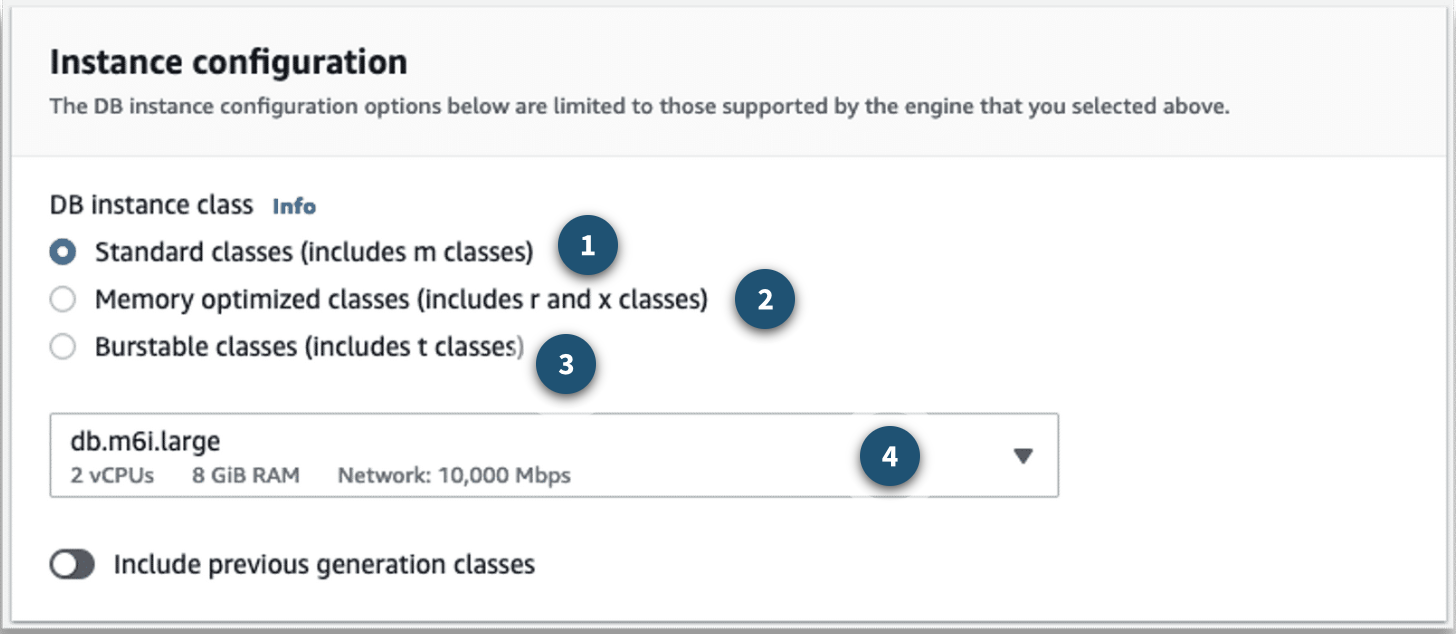 Instance configuration
The DB instance configuration options below are limited to those supported by the engine that you selected above.
DB instance class Info
Standard classes (includes m classes) 1
Memory optimized classes (includes r and x classes) 2
Burstable classes (includes t classes) 3
db.m6i.large
2 vCPUs 8 GiB RAM Network: 10,000 Mbps 4
Include previous generation classes